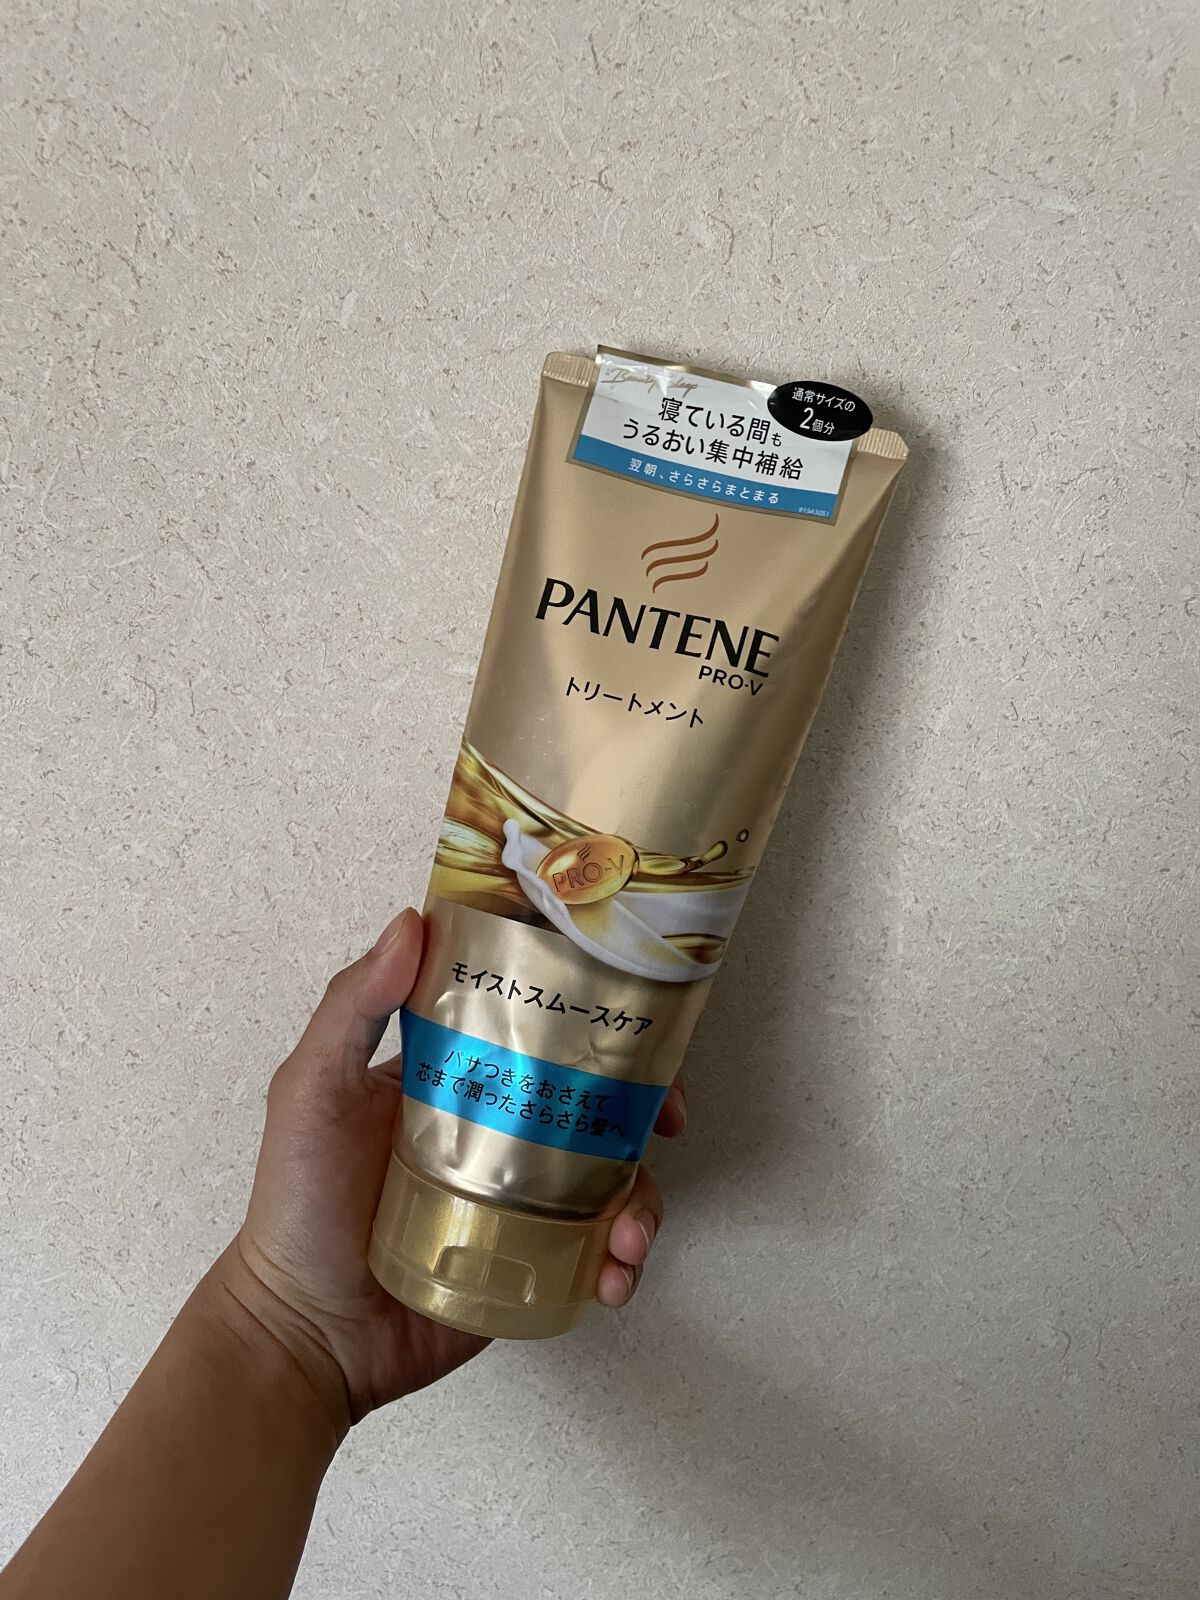 通常サイズの
2個分
寝ている間も
うるおい集中補給
翌朝、さらさらまとまる
PANTENE
PRO-V
トリートメント
PRO-V
モイストスムースケア
パサつきをおさえて
芯まで潤ったさらさら髪へ